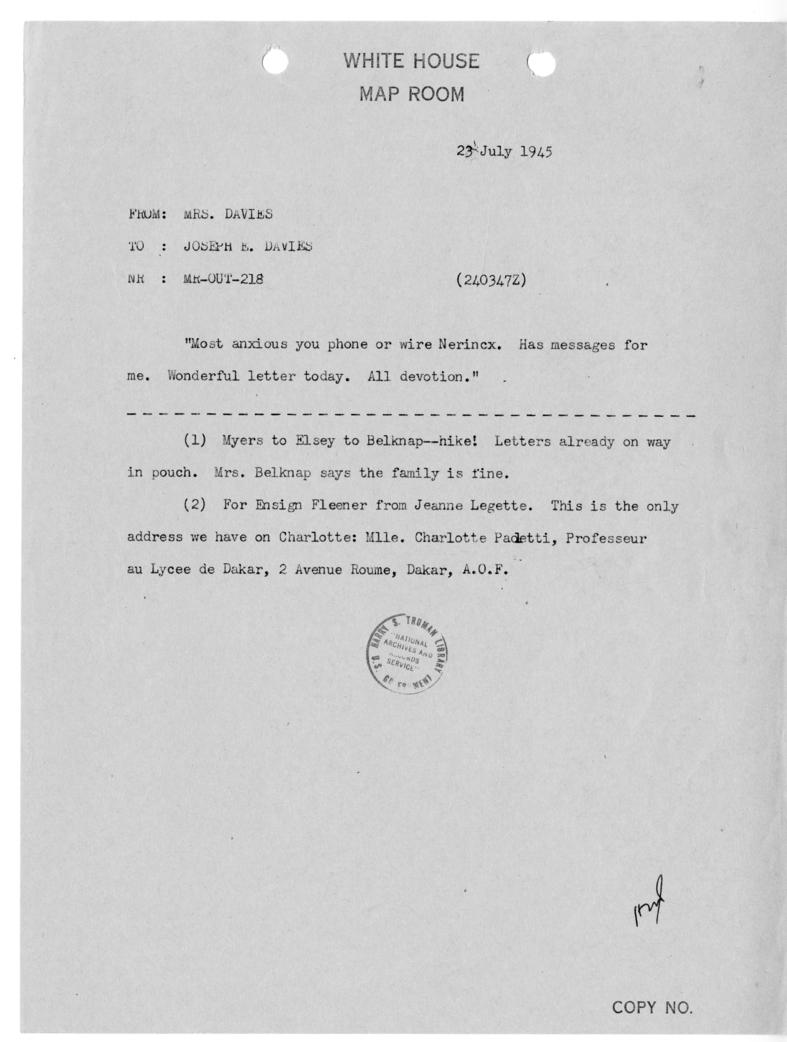 WHITE HOUSE
MAP ROOM
23 July 1945
FROM: MRS. DAVIES
TO : JOSEPH E. DAVIES
NR : MR-OUT-218 (240347Z)
"Most anxious you phone or wire Nerincx. Has messages for
me. Wonderful letter today. All devotion."
(1) Myers to Elsey to Belknap--hike! Letters already on way
in pouch. Mrs. Belknap says the family is fine.
(2) For Ensign Fleener from Jeanne Legette. This is the only
address we have on Charlotte: Mlle. Charlotte Padetti, Professeur
au Lycee de Dakar, 2 Avenue Roume, Dakar, A.O.F.
HARRY S. TRUMAN LIBRARY
"NATIONAL
ARCHIVES AND
RECORDS
SERVICE"
U.S.
COPY NO.